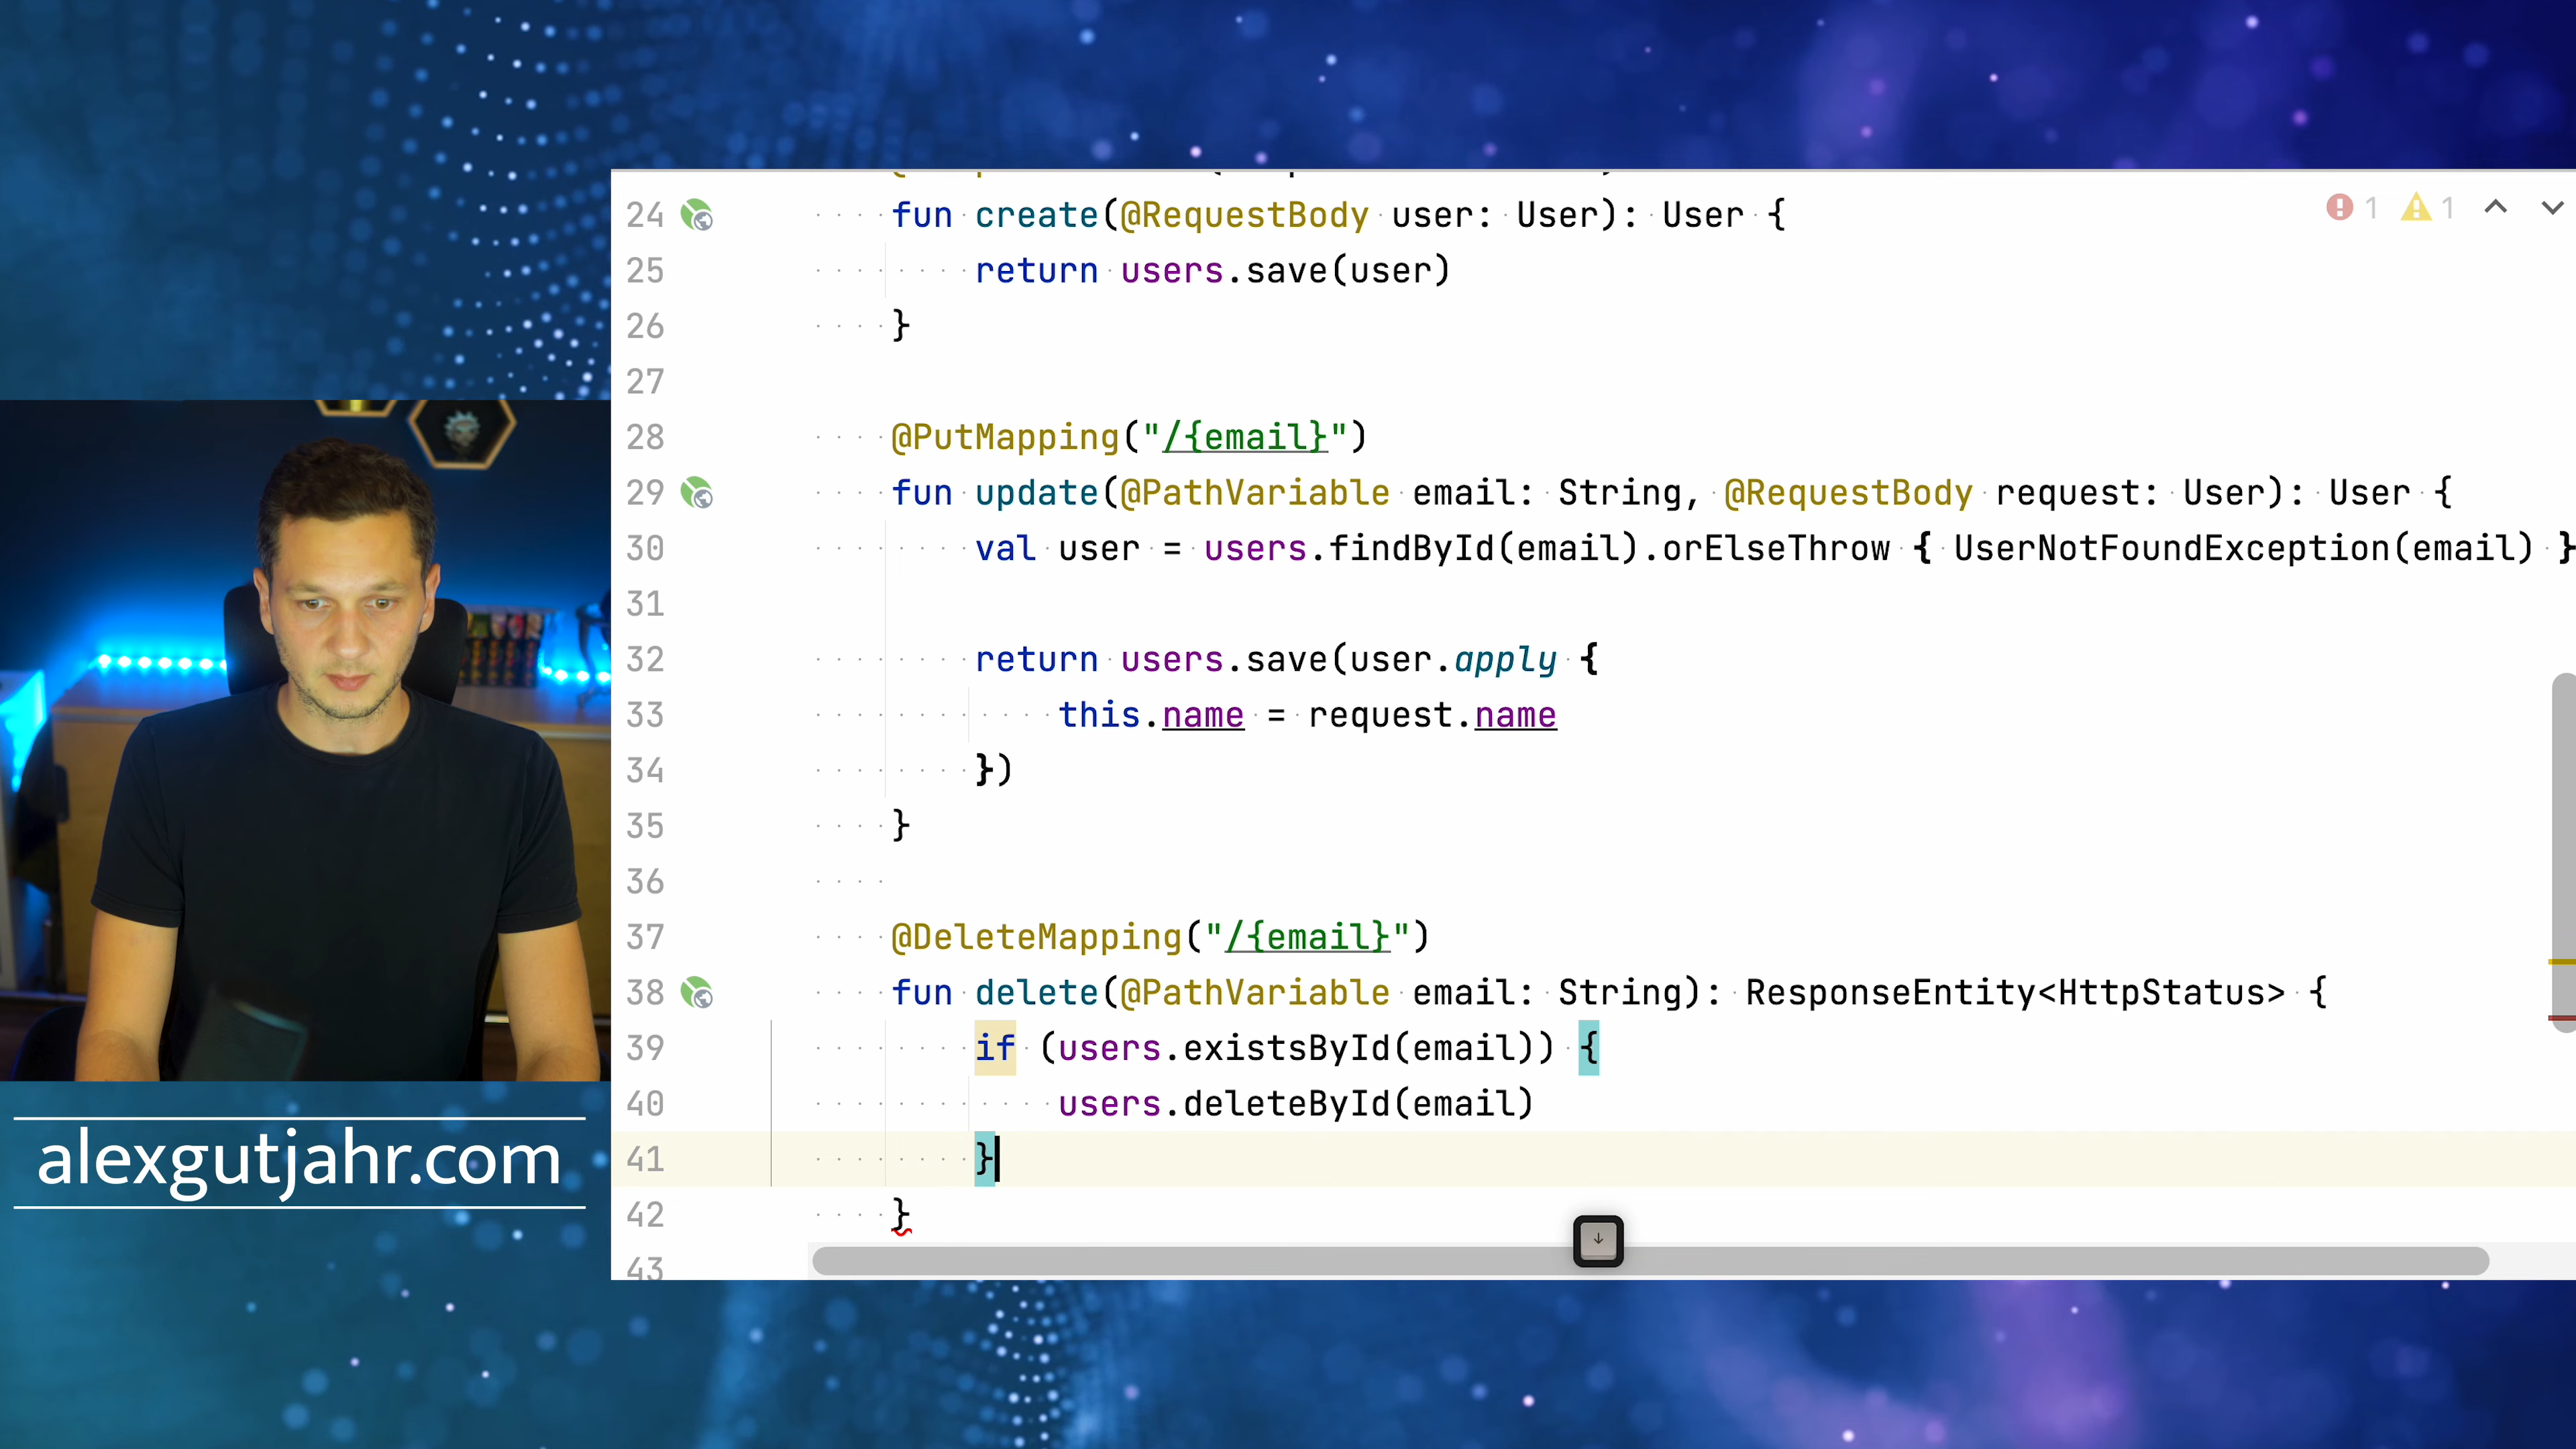 24 fun create(@RequestBody user: User): User {
25 return users.save(user)
26 }
27
28 @PutMapping("/{email}")
29 fun update(@PathVariable email: String, @RequestBody request: User): User {
30 val user = users.findById(email).orElseThrow { UserNotFoundException(email) }
31
32 return users.save(user.apply {
33 this.name = request.name
34 })
35 }
36
37 @DeleteMapping("/{email}")
38 fun delete(@PathVariable email: String): ResponseEntity<HttpStatus> {
39 if (users.existsById(email)) {
40 users.deleteById(email)
41 }
42 }
43
1 1
alexgutjahr.com